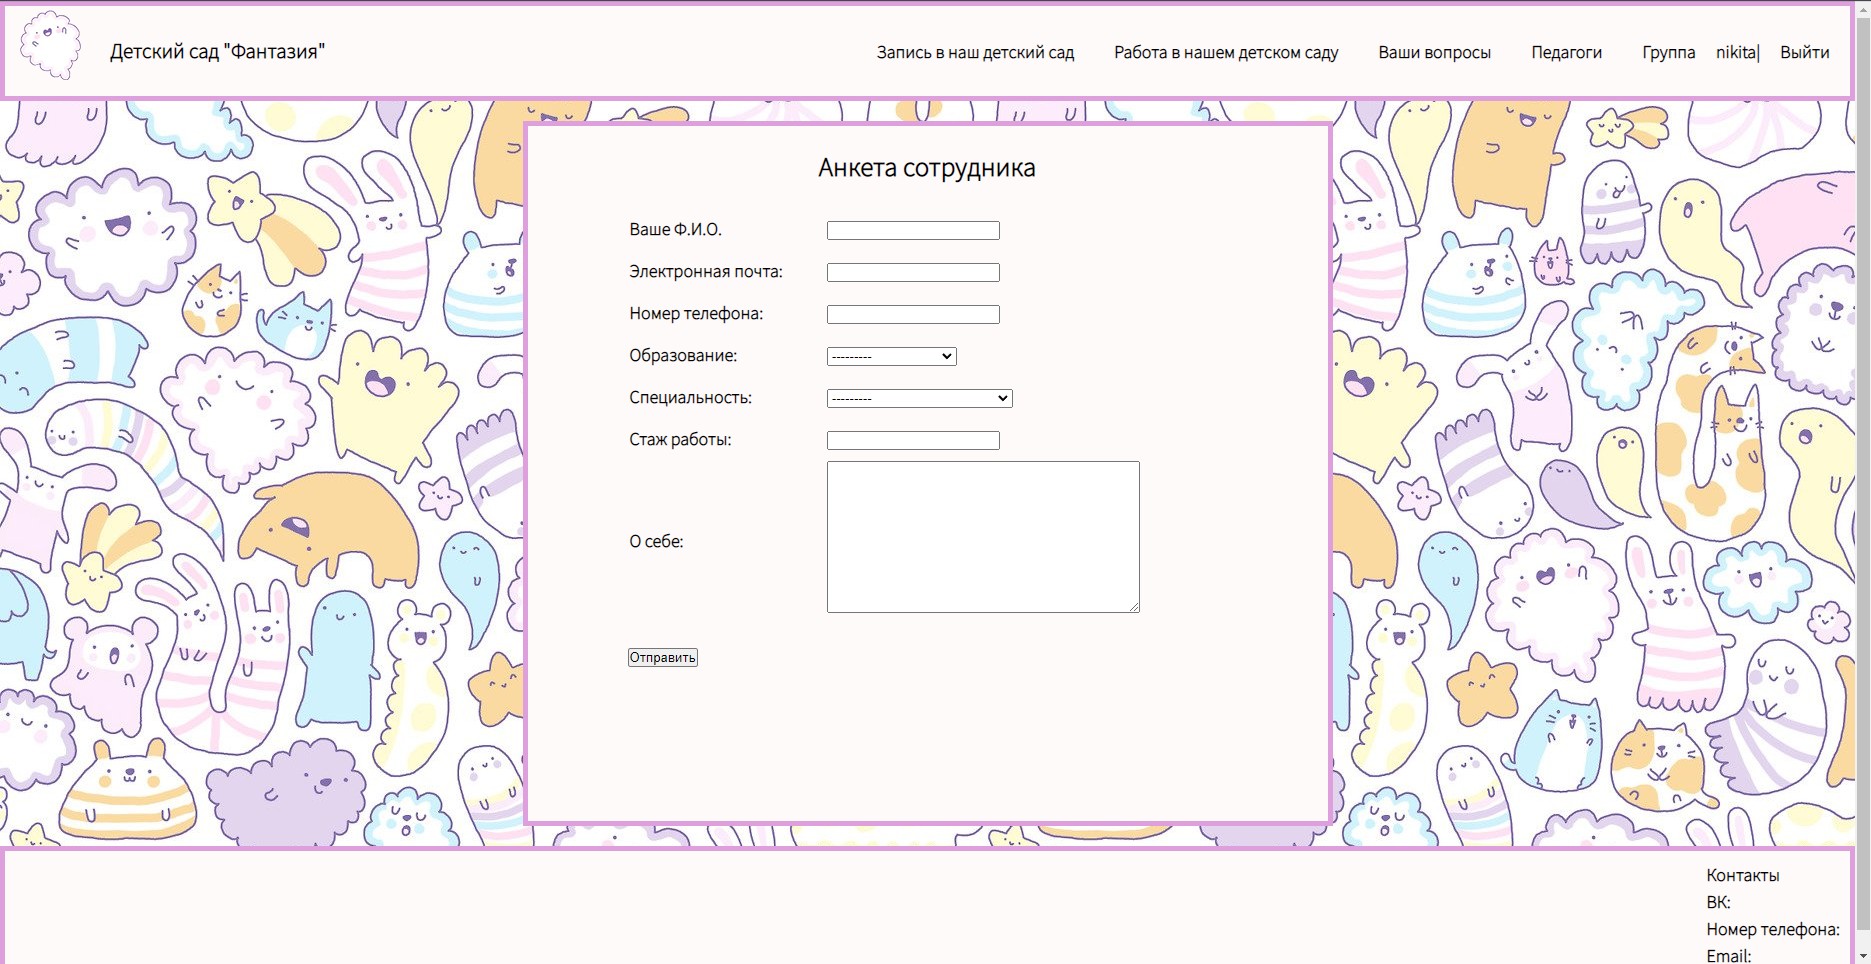 Детский сад "Фантазия"
Запись в наш детский сад
Работа в нашем детском саду
Ваши вопросы
Педагоги
Группа
nikita|
Выйти
Анкета сотрудника
Ваше Ф.И.О.
Электронная почта:
Номер телефона:
Образование: ---------
Специальность: ---------
Стаж работы:
О себе:
Отправить
Контакты
ВК:
Номер телефона:
Email: